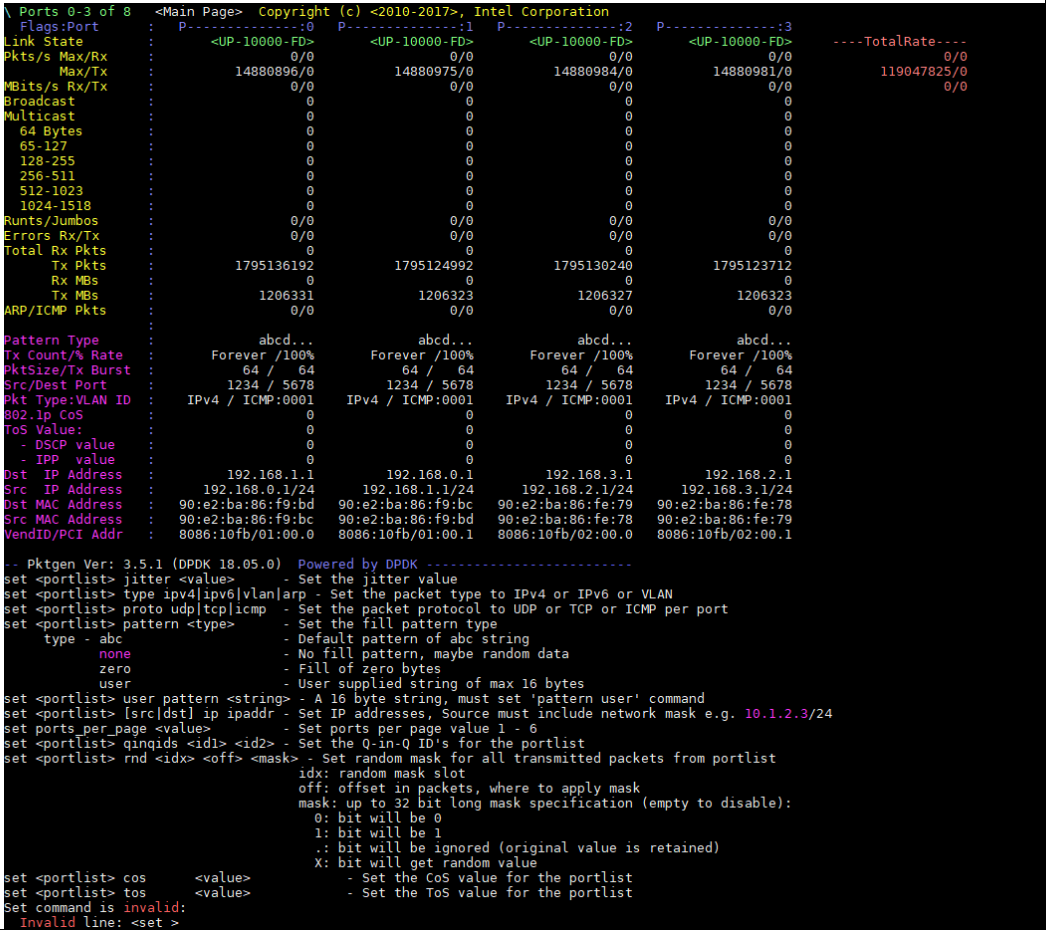 \ Ports 0-3 of 8   <Main Page>  Copyright (c) <2010-2017>, Intel Corporation
  Flags:Port      :   P--------------:0   P--------------:1   P--------------:2   P--------------:3
Link State        :       <UP-10000-FD>       <UP-10000-FD>       <UP-10000-FD>       <UP-10000-FD>     ----TotalRate----
Pkts/s Max/Rx     :                 0/0                 0/0                 0/0                 0/0                   0/0
       Max/Tx     :          14880896/0          14880975/0          14880984/0          14880981/0           119047825/0
MBits/s Rx/Tx     :                 0/0                 0/0                 0/0                 0/0                   0/0
Broadcast         :                   0                   0                   0                   0
Multicast         :                   0                   0                   0                   0
  64 Bytes        :                   0                   0                   0                   0
  65-127          :                   0                   0                   0                   0
  128-255         :                   0                   0                   0                   0
  256-511         :                   0                   0                   0                   0
  512-1023        :                   0                   0                   0                   0
  1024-1518       :                   0                   0                   0                   0
Runts/Jumbos      :                 0/0                 0/0                 0/0                 0/0
Errors Rx/Tx      :                 0/0                 0/0                 0/0                 0/0
Total Rx Pkts     :                   0                   0                   0                   0
      Tx Pkts     :          1795136192          1795124992          1795130240          1795123712
      Rx MBs      :                   0                   0                   0                   0
      Tx MBs      :             1206331             1206323             1206327             1206323
ARP/ICMP Pkts     :                 0/0                 0/0                 0/0                 0/0
                  :
Pattern Type      :             abcd...             abcd...             abcd...             abcd...
Tx Count/% Rate   :       Forever /100%       Forever /100%       Forever /100%       Forever /100%
PktSize/Tx Burst  :           64 /   64           64 /   64           64 /   64           64 /   64
Src/Dest Port     :         1234 / 5678         1234 / 5678         1234 / 5678         1234 / 5678
Pkt Type:VLAN ID  :    IPv4 / ICMP:0001    IPv4 / ICMP:0001    IPv4 / ICMP:0001    IPv4 / ICMP:0001
802.1p CoS        :                   0                   0                   0                   0
ToS Value:        :                   0                   0                   0                   0
  - DSCP value    :                   0                   0                   0                   0
  - IPP  value    :                   0                   0                   0                   0
Dst  IP Address   :         192.168.1.1         192.168.0.1         192.168.3.1         192.168.2.1
Src  IP Address   :      192.168.0.1/24      192.168.1.1/24      192.168.2.1/24      192.168.3.1/24
Dst MAC Address   :   90:e2:ba:86:f9:bd   90:e2:ba:86:f9:bc   90:e2:ba:86:fe:79   90:e2:ba:86:fe:78
Src MAC Address   :   90:e2:ba:86:f9:bc   90:e2:ba:86:f9:bd   90:e2:ba:86:fe:78   90:e2:ba:86:fe:79
VendID/PCI Addr   :   8086:10fb/01:00.0   8086:10fb/01:00.1   8086:10fb/02:00.0   8086:10fb/02:00.1
-- Pktgen Ver: 3.5.1 (DPDK 18.05.0)  Powered by DPDK --------------------------
set <portlist> jitter <value>      - Set the jitter value
set <portlist> type ipv4|ipv6|vlan|arp - Set the packet type to IPv4 or IPv6 or VLAN
set <portlist> proto udp|tcp|icmp  - Set the packet protocol to UDP or TCP or ICMP per port
set <portlist> pattern <type>      - Set the fill pattern type
     type - abc                    - Default pattern of abc string
            none                   - No fill pattern, maybe random data
            zero                   - Fill of zero bytes
            user                   - User supplied string of max 16 bytes
set <portlist> user pattern <string> - A 16 byte string, must set 'pattern user' command
set <portlist> [src|dst] ip ipaddr - Set IP addresses, Source must include network mask e.g. 10.1.2.3/24
set ports_per_page <value>         - Set ports per page value 1 - 6
set <portlist> qinqids <id1> <id2> - Set the Q-in-Q ID's for the portlist
set <portlist> rnd <idx> <off> <mask> - Set random mask for all transmitted packets from portlist
                                     idx: random mask slot
                                     off: offset in packets, where to apply mask
                                     mask: up to 32 bit long mask specification (empty to disable):
                                       0: bit will be 0
                                       1: bit will be 1
                                       .: bit will be ignored (original value is retained)
                                       X: bit will get random value
set <portlist> cos      <value>            - Set the CoS value for the portlist
set <portlist> tos      <value>            - Set the ToS value for the portlist
Set command is invalid:
  Invalid line: <set >